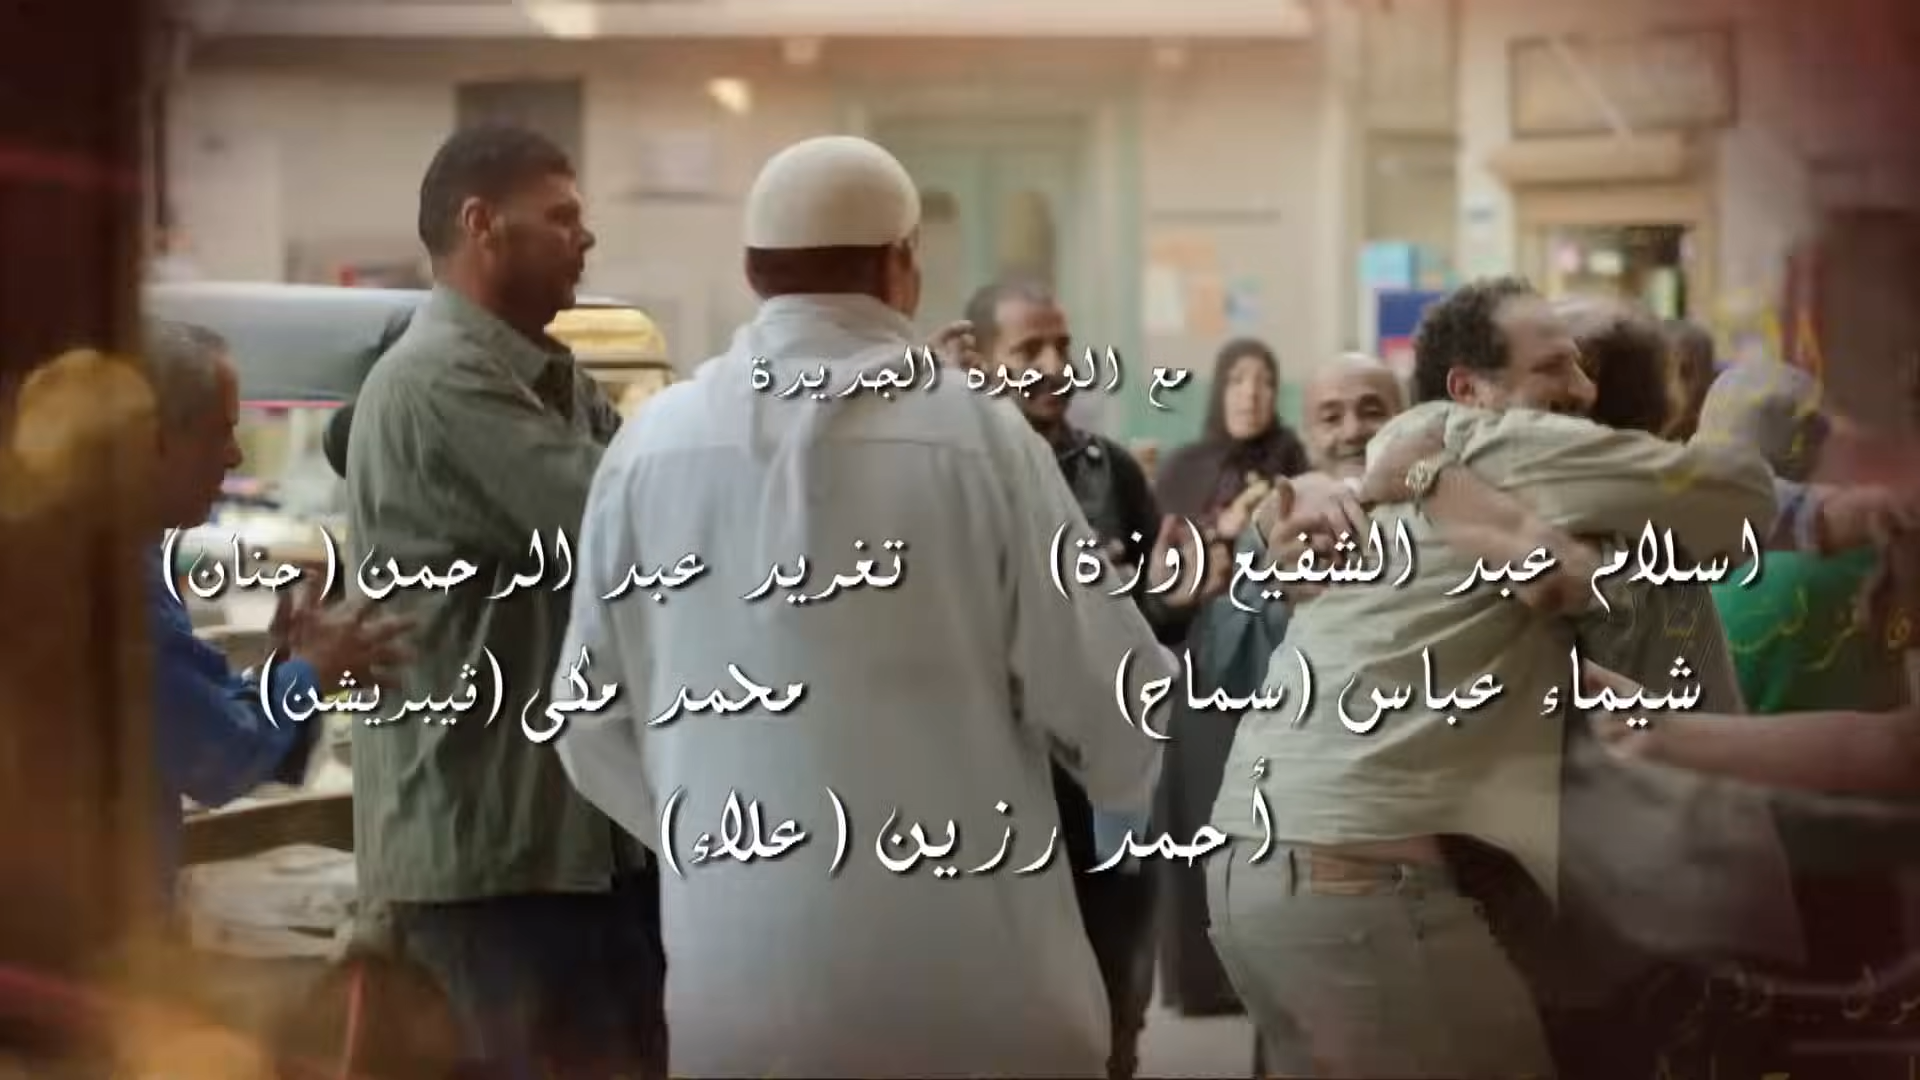 مع الوجوه الجديدة
اسلام عبد الشفيع (وزة) تغريد عبد الرحمن (حنان)
شيماء عباس (سماح) محمد مكى (ڤيبريشن)
أحمد رزين (علاء)